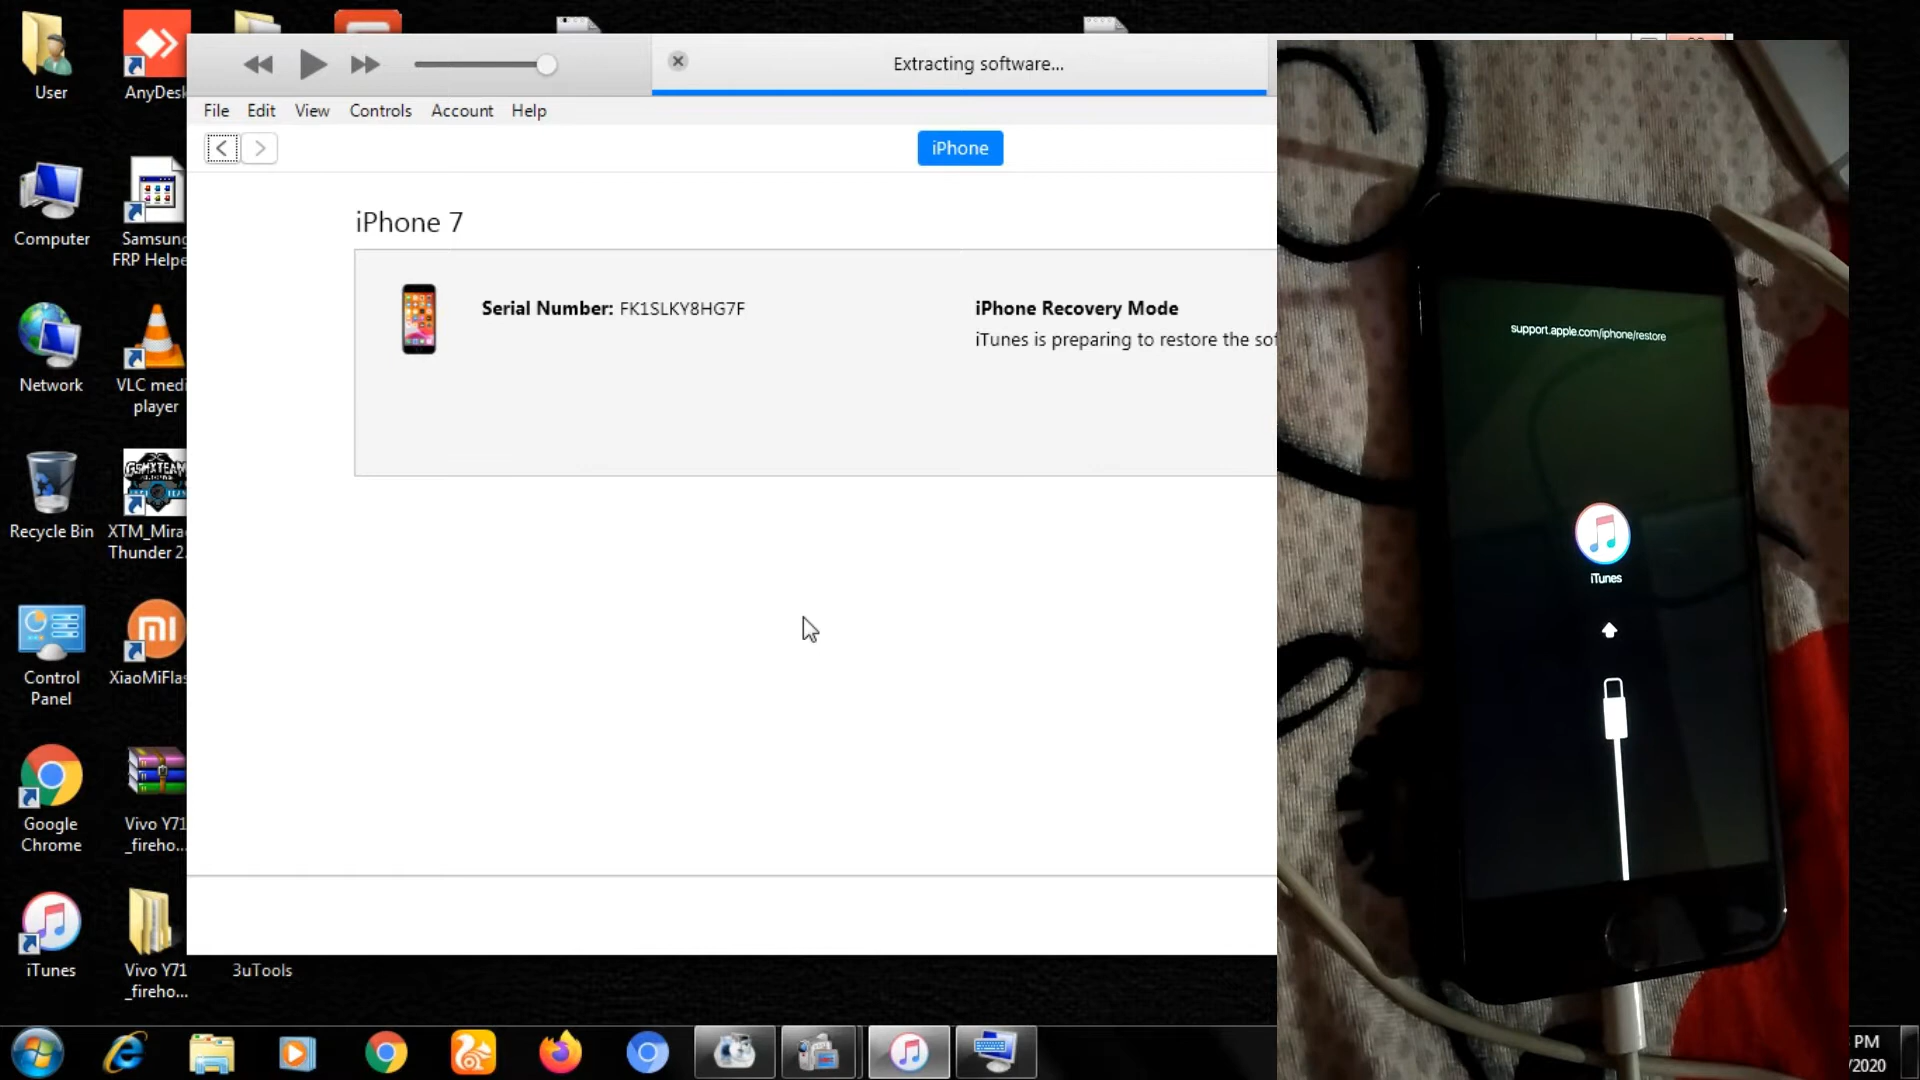 User
AnyDesk
Extracting software...
File Edit View Controls Account Help
iPhone
iPhone 7
Serial Number: FK1SLKY8HG7F
iPhone Recovery Mode
iTunes is preparing to restore the sof
support.apple.com/iphone/restore
iTunes
Computer
Samsung
FRP Helpe
Network
VLC medi
player
Recycle Bin
GSMXTEAM
XTM_Mira
Thunder 2.
Control
Panel
XiaoMiFlas
Google
Chrome
Vivo Y71
_fireho...
iTunes
Vivo Y71
_fireho...
3uTools
PM
/2020